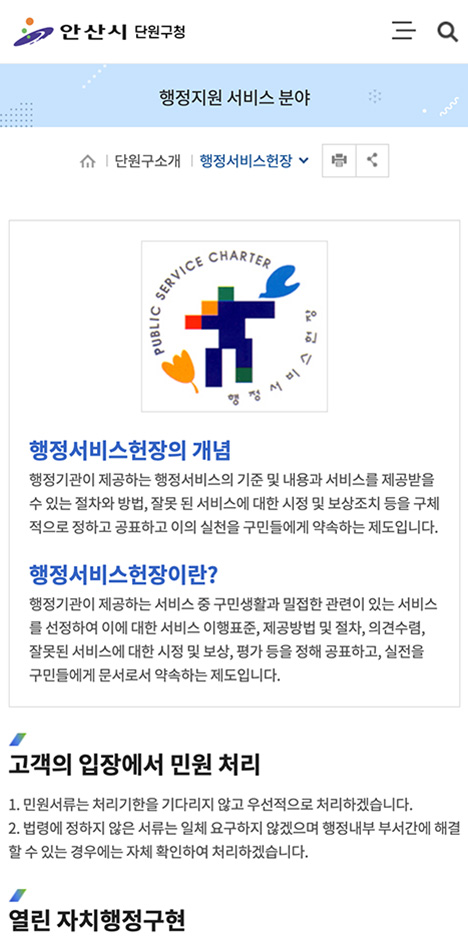 안산시 단원구청
행정지원 서비스 분야
단원구소개 행정서비스헌장
PUBLIC SERVICE CHARTER
행정서비스헌장
행정서비스헌장의 개념
행정기관이 제공하는 행정서비스의 기준 및 내용과 서비스를 제공받을
수 있는 절차와 방법, 잘못 된 서비스에 대한 시정 및 보상조치 등을 구체
적으로 정하고 공표하고 이의 실천을 구민들에게 약속하는 제도입니다.
행정서비스헌장이란?
행정기관이 제공하는 서비스 중 구민생활과 밀접한 관련이 있는 서비스
를 선정하여 이에 대한 서비스 이행표준, 제공방법 및 절차, 의견수렴,
잘못된 서비스에 대한 시정 및 보상, 평가 등을 정해 공표하고, 실전을
구민들에게 문서로서 약속하는 제도입니다.
고객의 입장에서 민원 처리
1. 민원서류는 처리기한을 기다리지 않고 우선적으로 처리하겠습니다.
2. 법령에 정하지 않은 서류는 일체 요구하지 않겠으며 행정내부 부서간에 해결
할 수 있는 경우에는 자체 확인하여 처리하겠습니다.
열린 자치행정구현